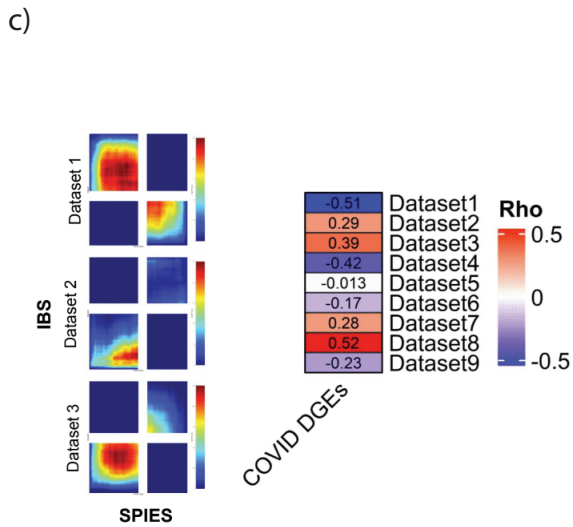 c)
IBS
Dataset 1
Dataset 2
Dataset 3
SPIES
-0.51 Dataset1
0.29 Dataset2
0.39 Dataset3
-0.42 Dataset4
-0.013 Dataset5
-0.17 Dataset6
0.28 Dataset7
0.52 Dataset8
-0.23 Dataset9
COVID DGEs
Rho
0.5
0
-0.5